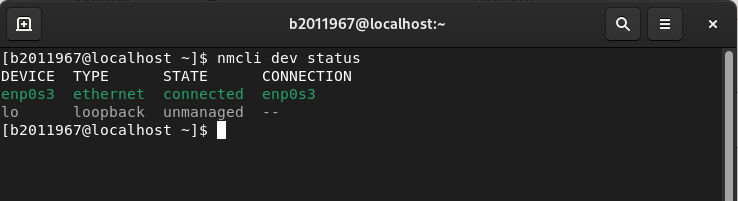 b2011967@localhost:~
[b2011967@localhost ~]$ nmcli dev status
DEVICE  TYPE      STATE      CONNECTION
enp0s3  ethernet  connected  enp0s3
lo      loopback  unmanaged  --
[b2011967@localhost ~]$